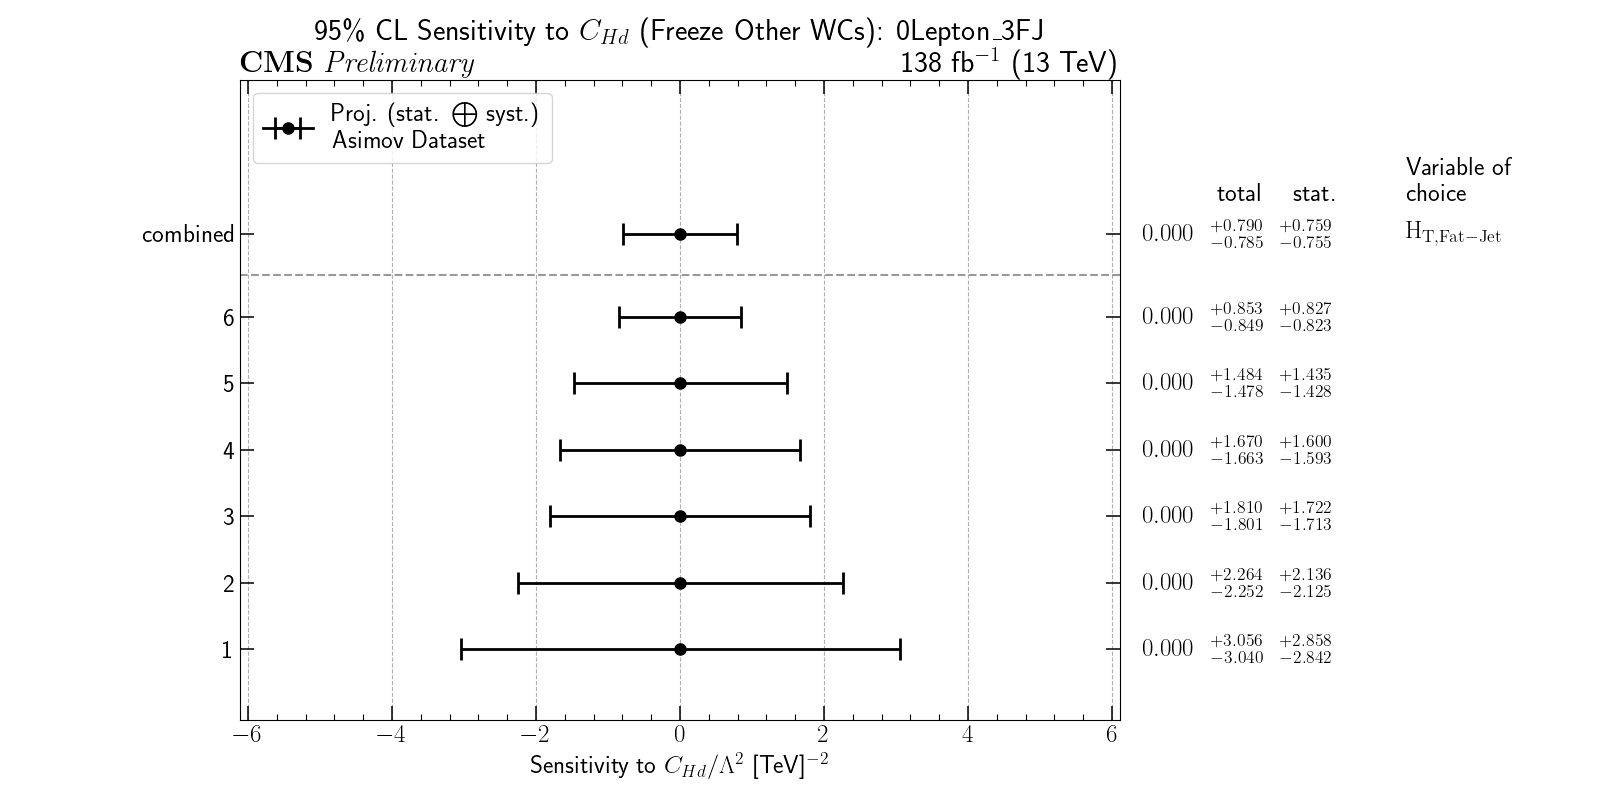 95% CL Sensitivity to C_{Hd} (Freeze Other WCs): 0Lepton_3FJ
CMS Preliminary 138 fb^{-1} (13 TeV)
Proj. (stat. ⨁ syst.)
Asimov Dataset
Variable of
total stat. choice
combined 0.000 +0.790 −0.785 +0.759 −0.755 H_{T,Fat−Jet}
6 0.000 +0.853 −0.849 +0.827 −0.823
5 0.000 +1.484 −1.478 +1.435 −1.428
4 0.000 +1.670 −1.663 +1.600 −1.593
3 0.000 +1.810 −1.801 +1.722 −1.713
2 0.000 +2.264 −2.252 +2.136 −2.125
1 0.000 +3.056 −3.040 +2.858 −2.842
−6 −4 −2 0 2 4 6
Sensitivity to C_{Hd}/Λ^2 [TeV]^{−2}